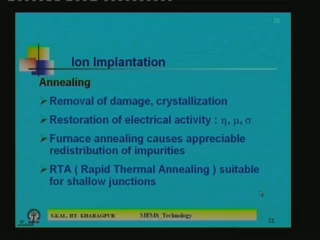 Ion Implantation
Annealing
Removal of damage, crystallization
Restoration of electrical activity : η, μ, σ
Furnace annealing causes appreciable
redistribution of impurities
RTA ( Rapid Thermal Annealing ) suitable
for shallow junctions
S.KAL, IIT- KHARAGPUR MEMS_Technology